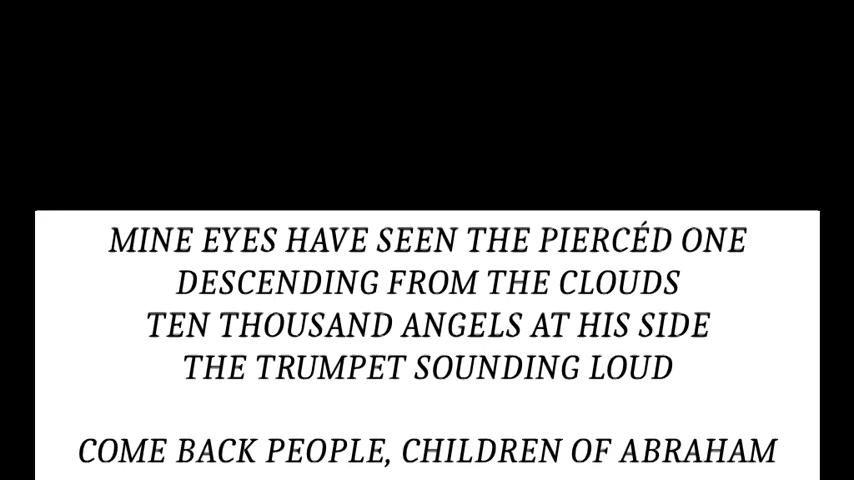 MINE EYES HAVE SEEN THE PIERCÉD ONE
DESCENDING FROM THE CLOUDS
TEN THOUSAND ANGELS AT HIS SIDE
THE TRUMPET SOUNDING LOUD
COME BACK PEOPLE, CHILDREN OF ABRAHAM